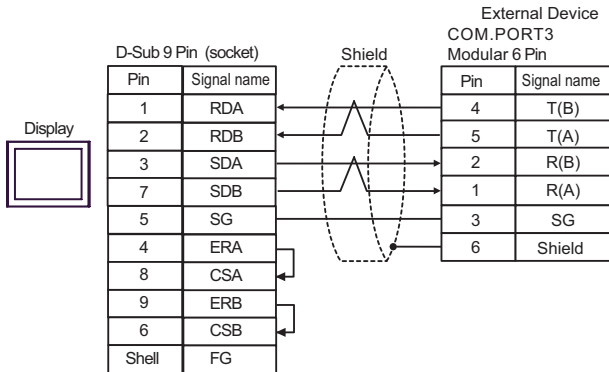 External Device
COM.PORT3
D-Sub 9 Pin (socket) Shield Modular 6 Pin
Pin Signal name Pin Signal name
1 RDA 4 T(B)
Display 2 RDB 5 T(A)
3 SDA 2 R(B)
7 SDB 1 R(A)
5 SG 3 SG
4 ERA 6 Shield
8 CSA
9 ERB
6 CSB
Shell FG